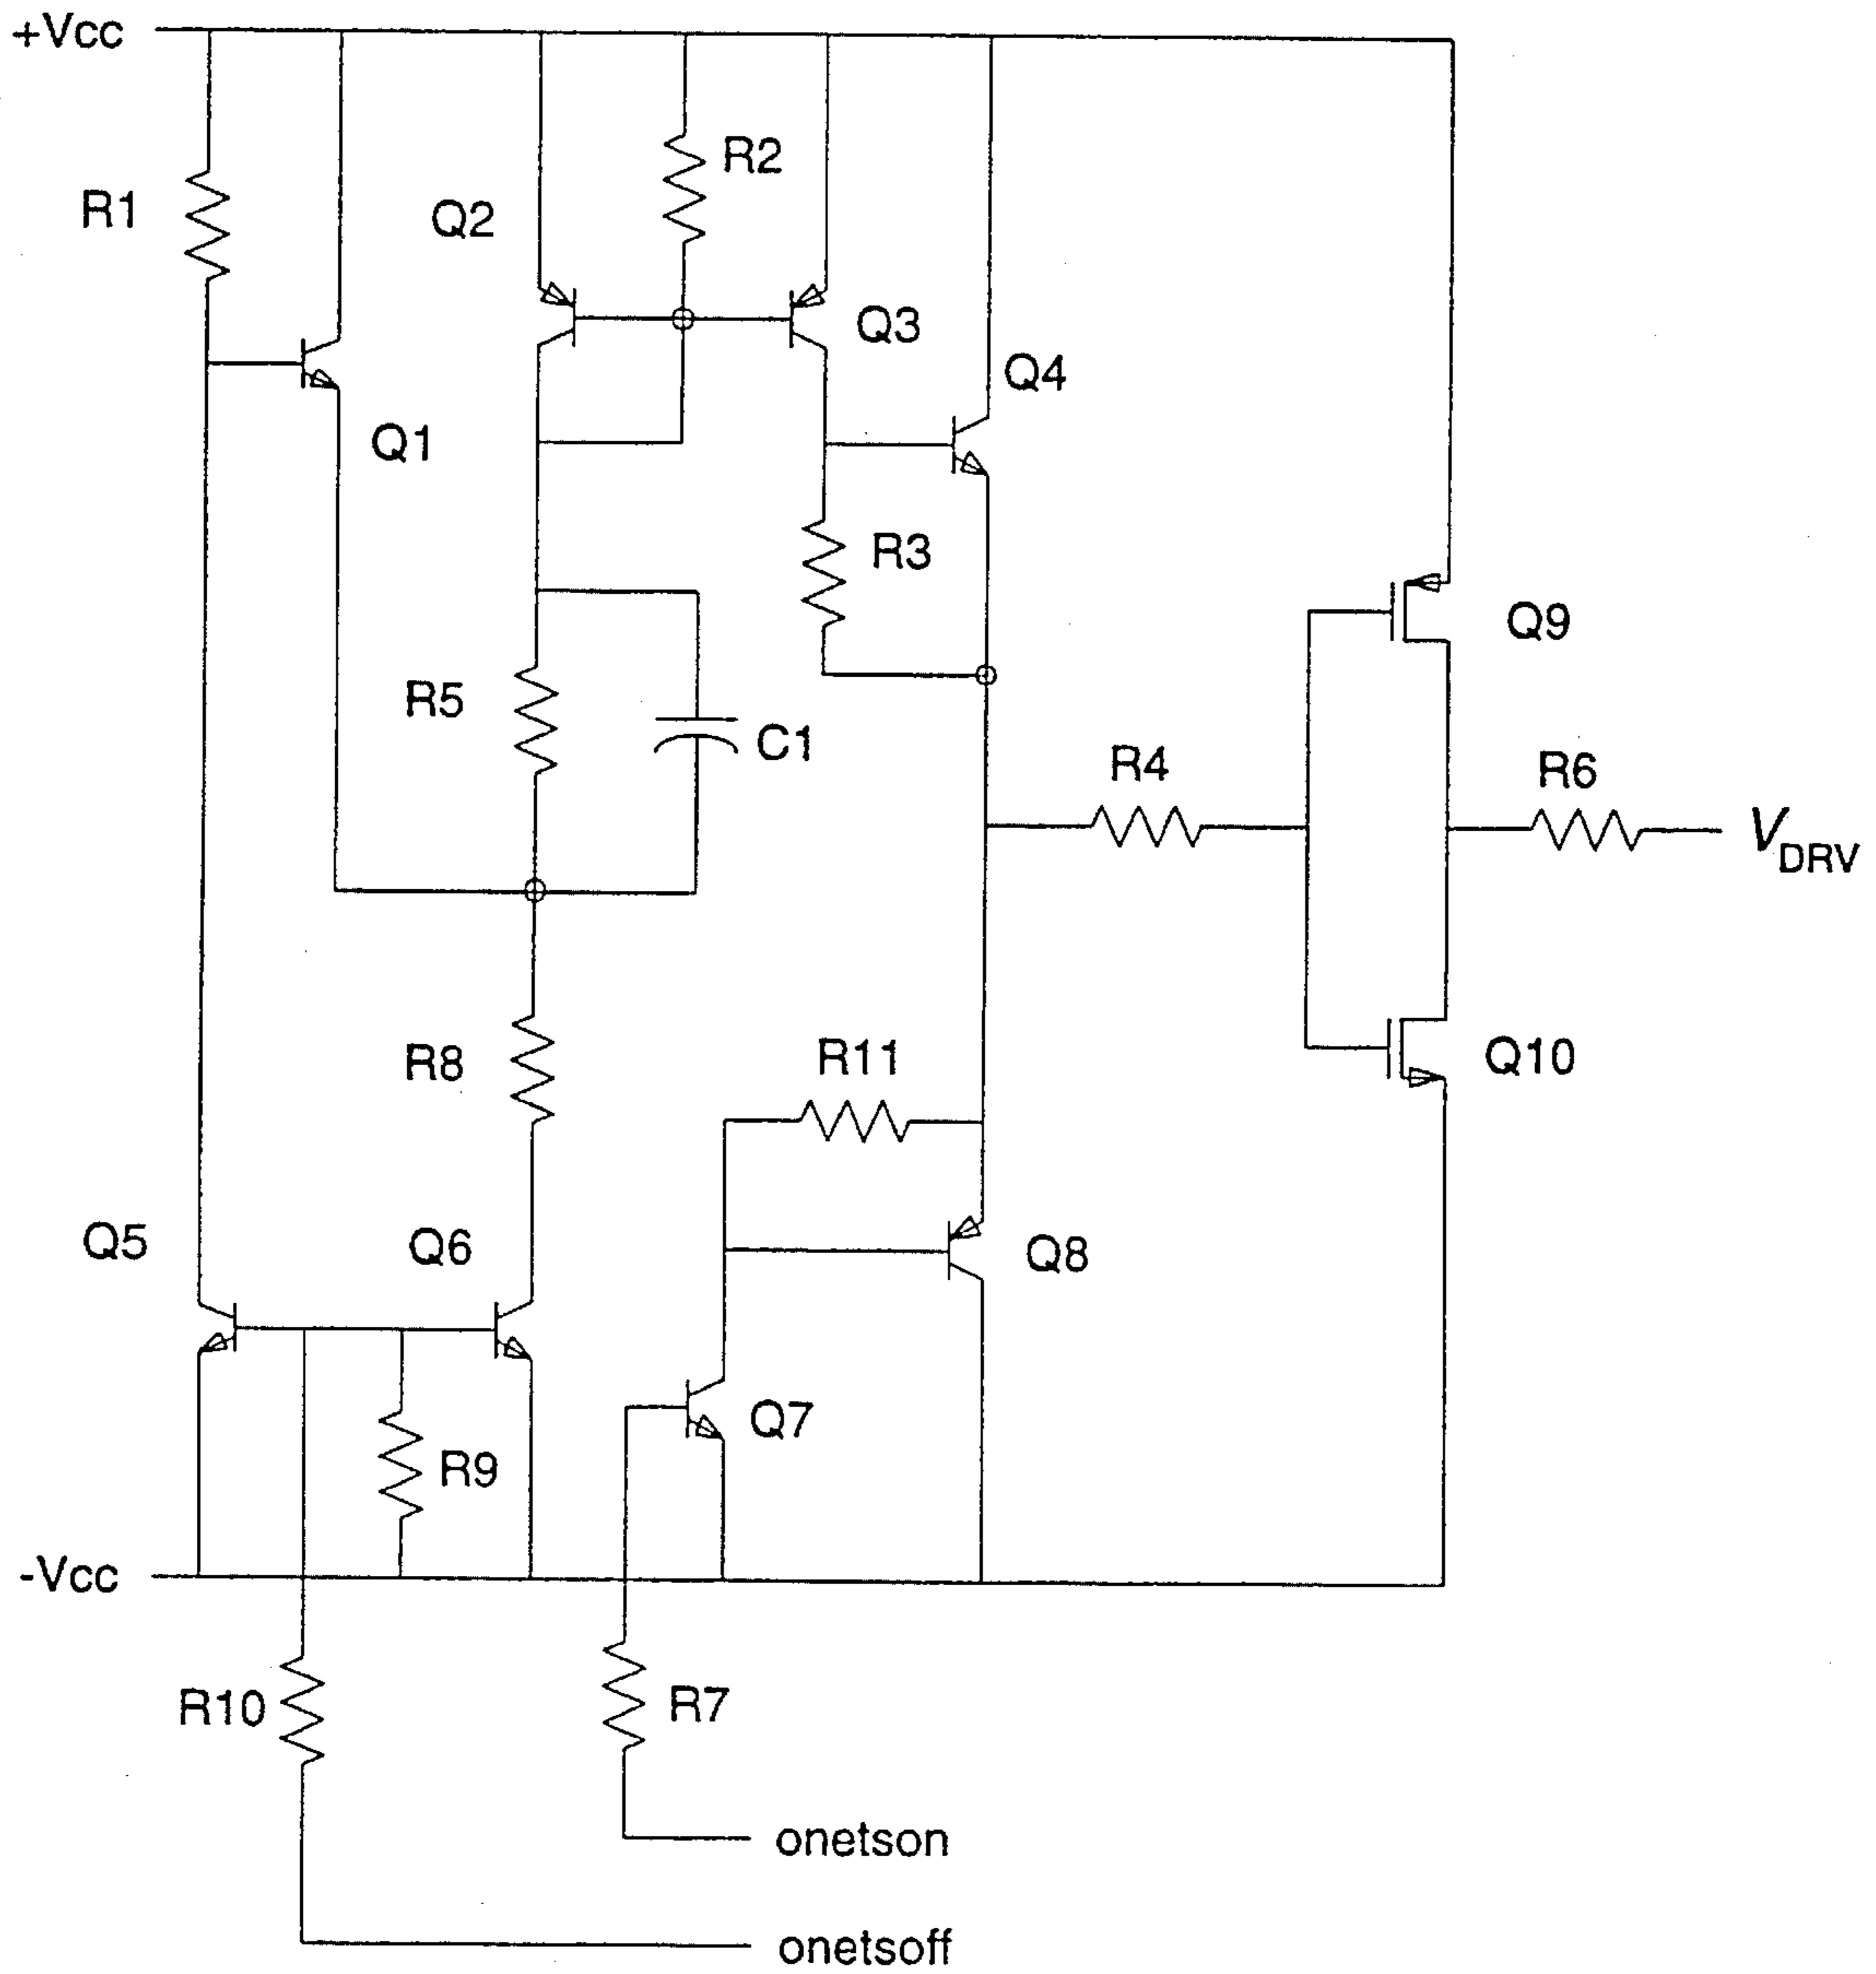 +Vcc
R1
Q2
R2
Q3
Q4
Q1
R3
Q9
R5
C1
R4
R6
VDRV
R8
R11
Q10
Q5
Q6
Q8
Q7
R9
-Vcc
R10
R7
onetson
onetsoff